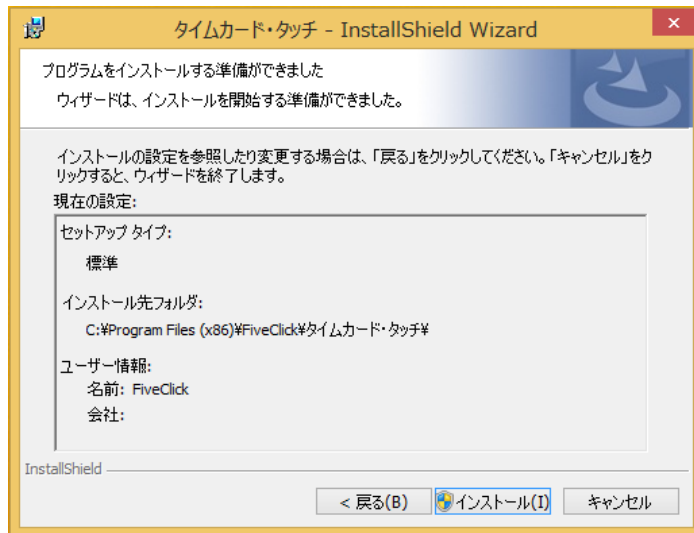 タイムカード・タッチ - InstallShield Wizard
プログラムをインストールする準備ができました
ウィザードは、インストールを開始する準備ができました。
インストールの設定を参照したり変更する場合は、「戻る」をクリックしてください。「キャンセル」をク
リックすると、ウィザードを終了します。
現在の設定:
セットアップ タイプ:
標準
インストール先フォルダ:
C:¥Program Files (x86)¥FiveClick¥タイムカード・タッチ¥
ユーザー情報:
名前: FiveClick
会社:
InstallShield
< 戻る(B) インストール(I) キャンセル